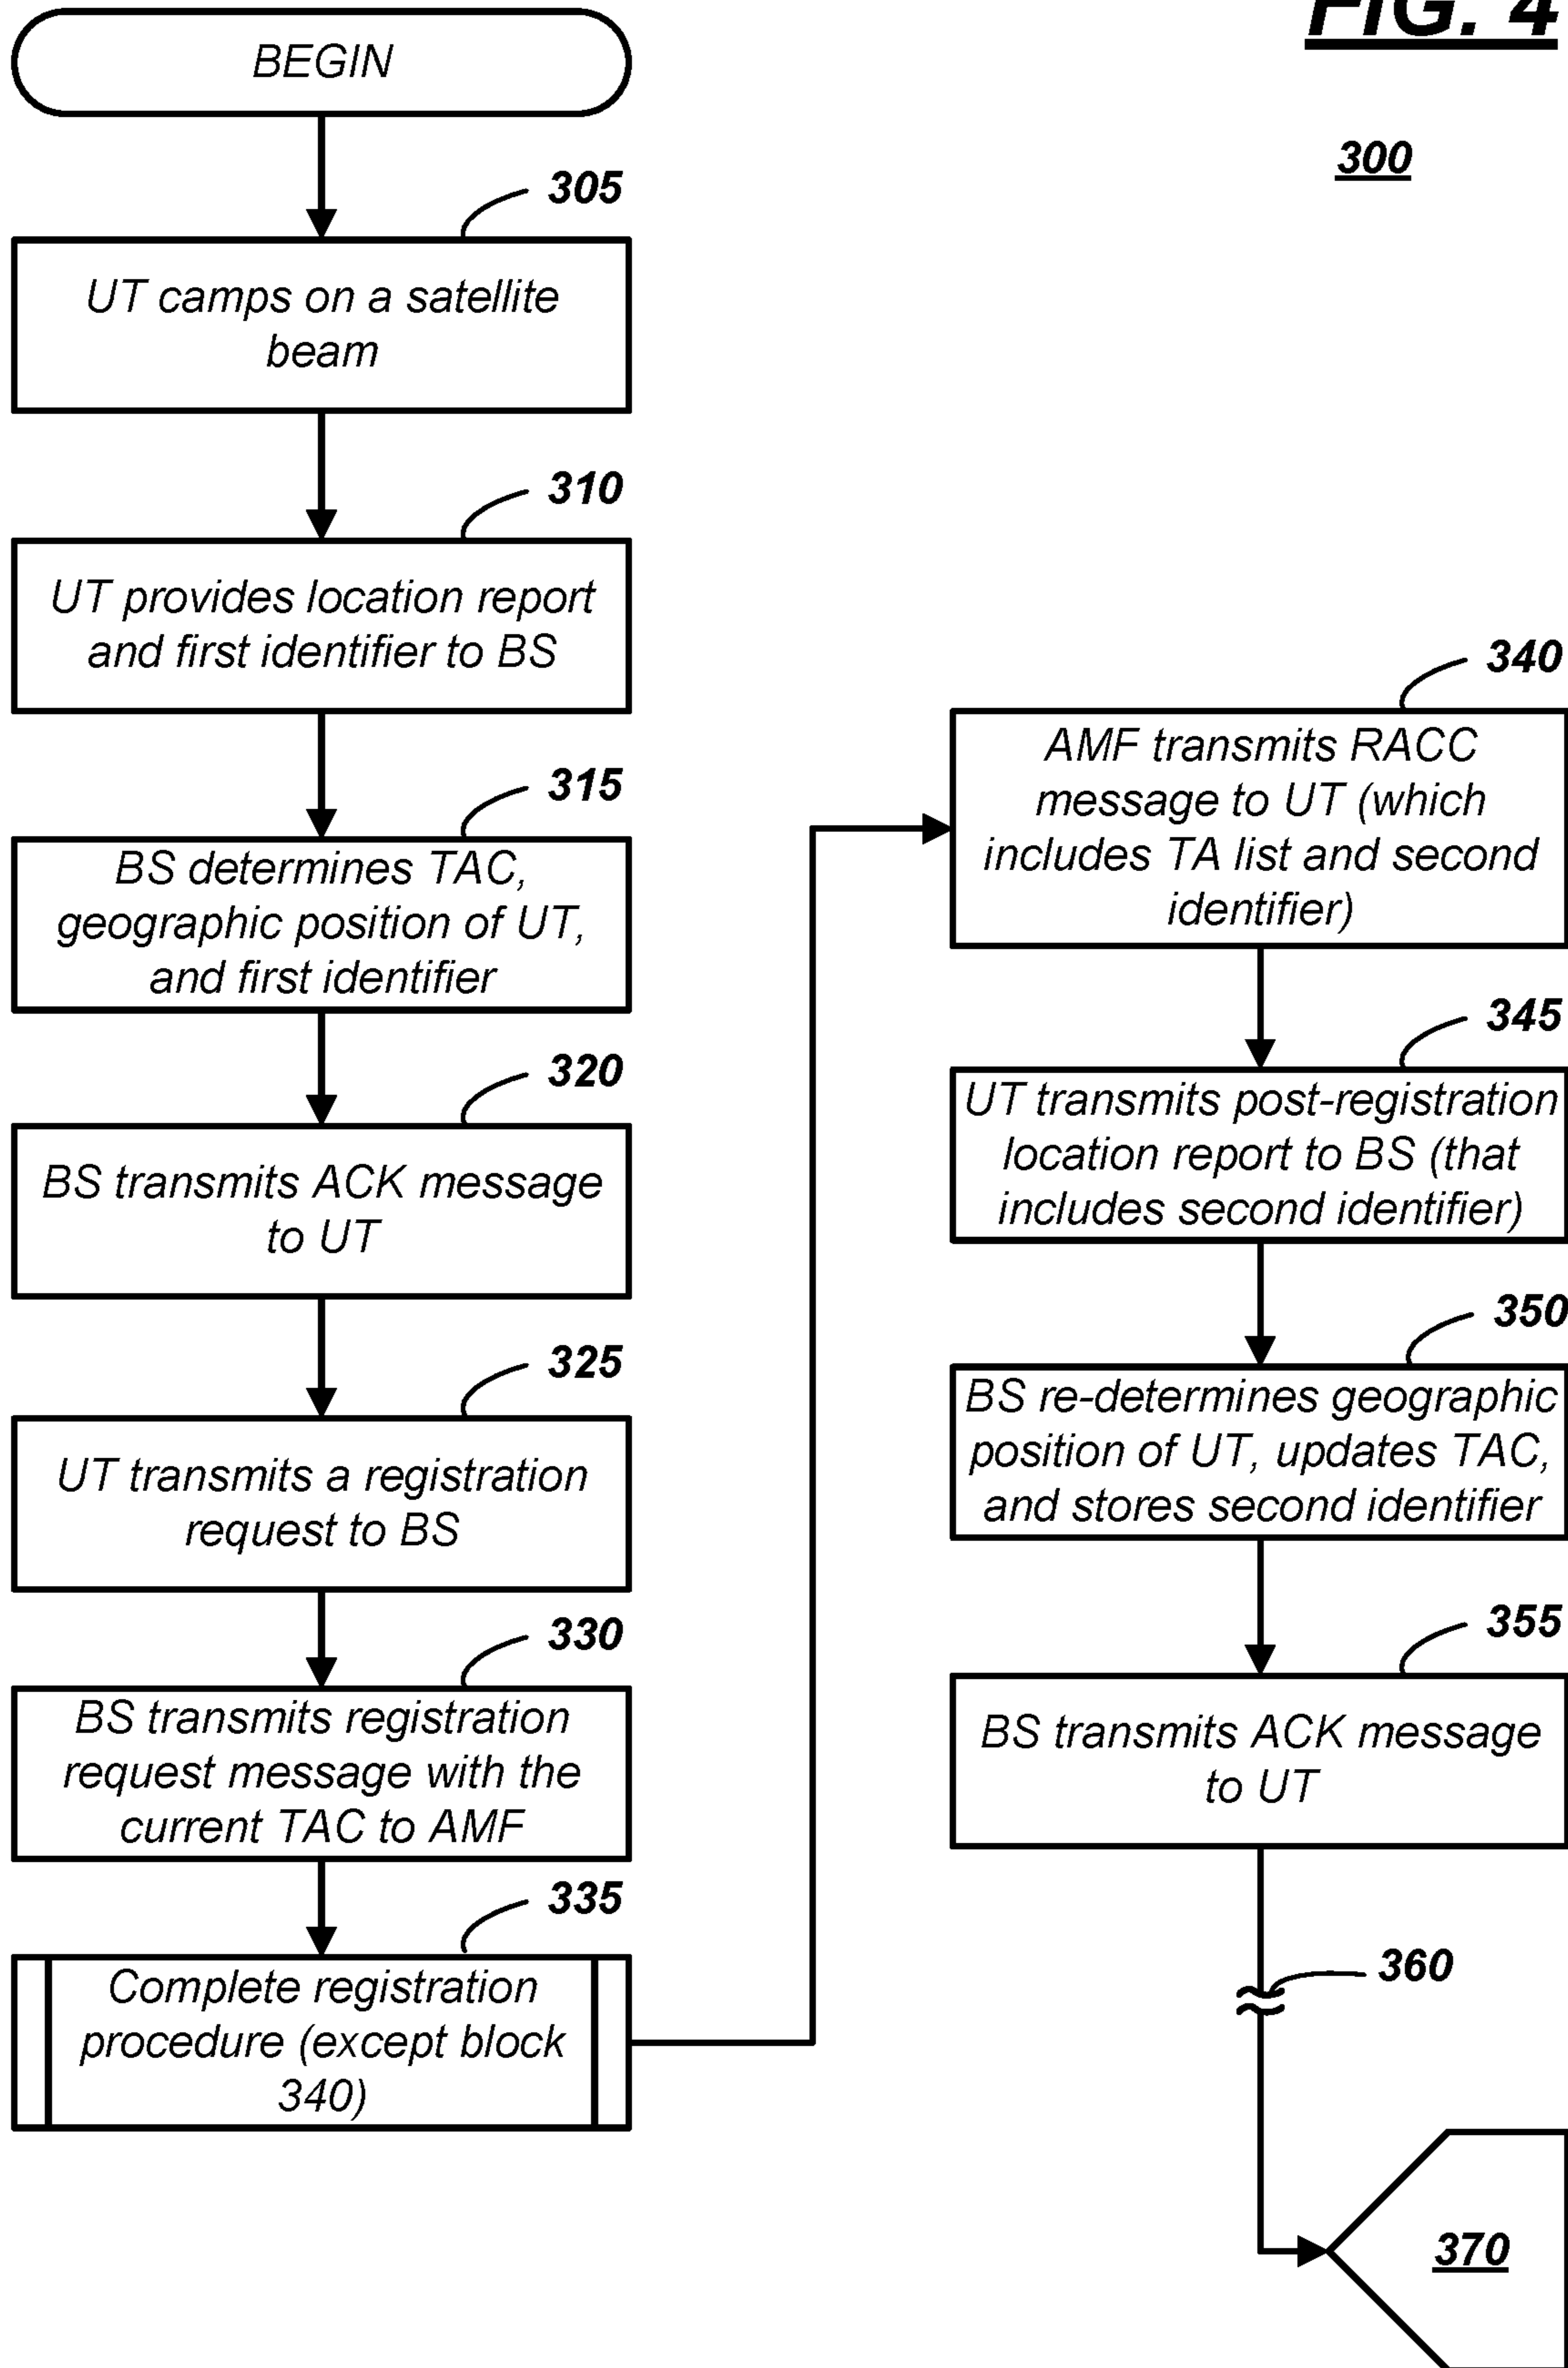 FIG. 4
300
BEGIN
305
UT camps on a satellite
beam
310
UT provides location report
and first identifier to BS
315
BS determines TAC,
geographic position of UT,
and first identifier
320
BS transmits ACK message
to UT
325
UT transmits a registration
request to BS
330
BS transmits registration
request message with the
current TAC to AMF
335
Complete registration
procedure (except block
340)
340
AMF transmits RACC
message to UT (which
includes TA list and second
identifier)
345
UT transmits post-registration
location report to BS (that
includes second identifier)
350
BS re-determines geographic
position of UT, updates TAC,
and stores second identifier
355
BS transmits ACK message
to UT
360
370